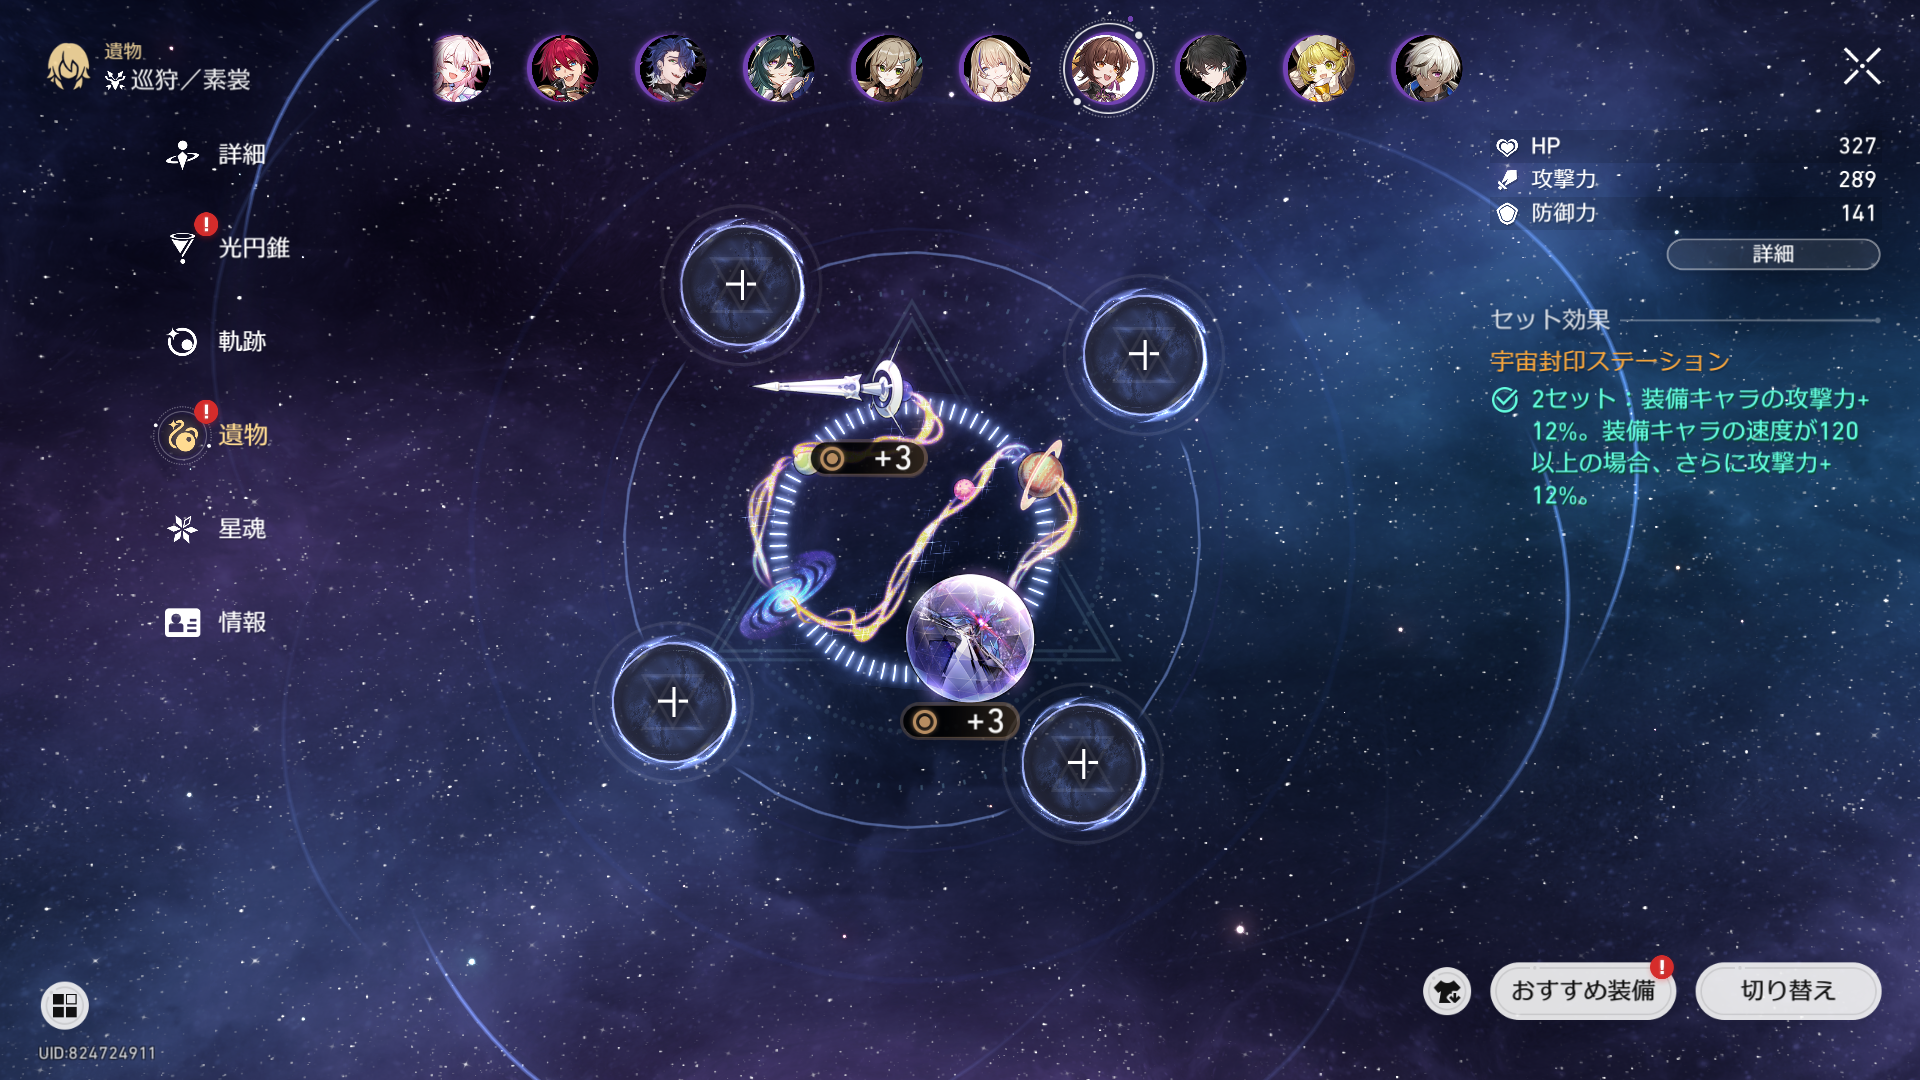 遺物
巡狩／素裳
詳細
光円錐
軌跡
遺物
星魂
情報
+3
+3
HP 327
攻撃力 289
防御力 141
詳細
セット効果
宇宙封印ステーション
2セット：装備キャラの攻撃力+
12%。装備キャラの速度が120
以上の場合、さらに攻撃力+
12%。
おすすめ装備
切り替え
UID:824724911